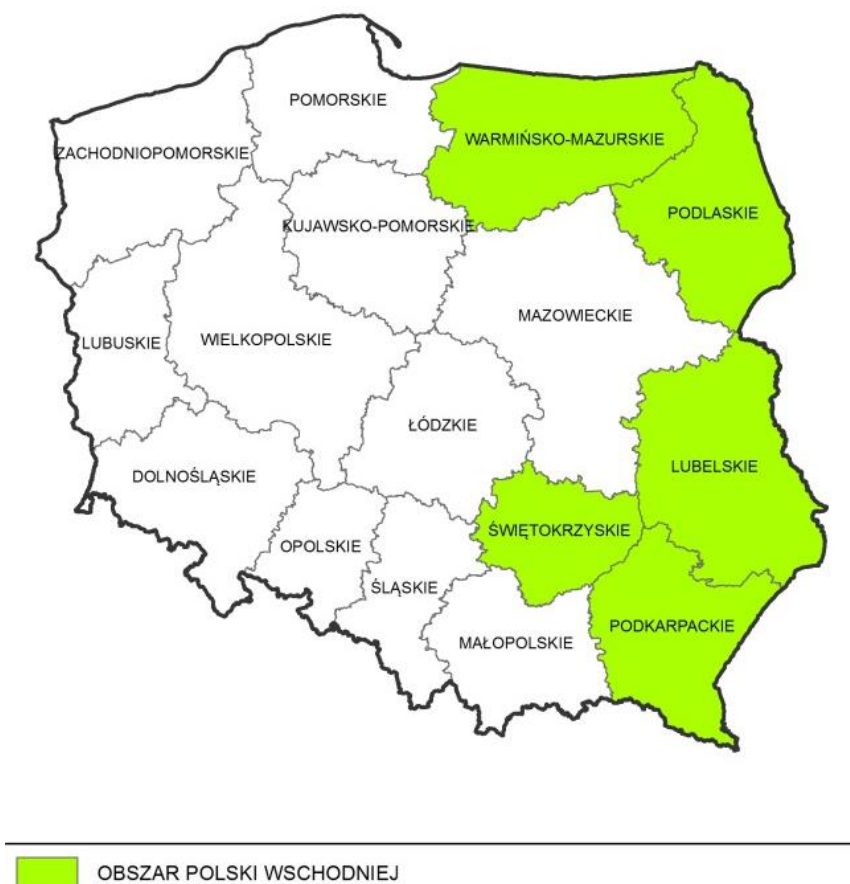 POMORSKIE
WARMIŃSKO-MAZURSKIE
ZACHODNIOPOMORSKIE
PODLASKIE
KUJAWSKO-POMORSKIE
MAZOWIECKIE
LUBUSKIE
WIELKOPOLSKIE
ŁÓDZKIE
LUBELSKIE
DOLNOŚLĄSKIE
ŚWIĘTOKRZYSKIE
OPOLSKIE
ŚLĄSKIE
PODKARPACKIE
MAŁOPOLSKIE
OBSZAR POLSKI WSCHODNIEJ